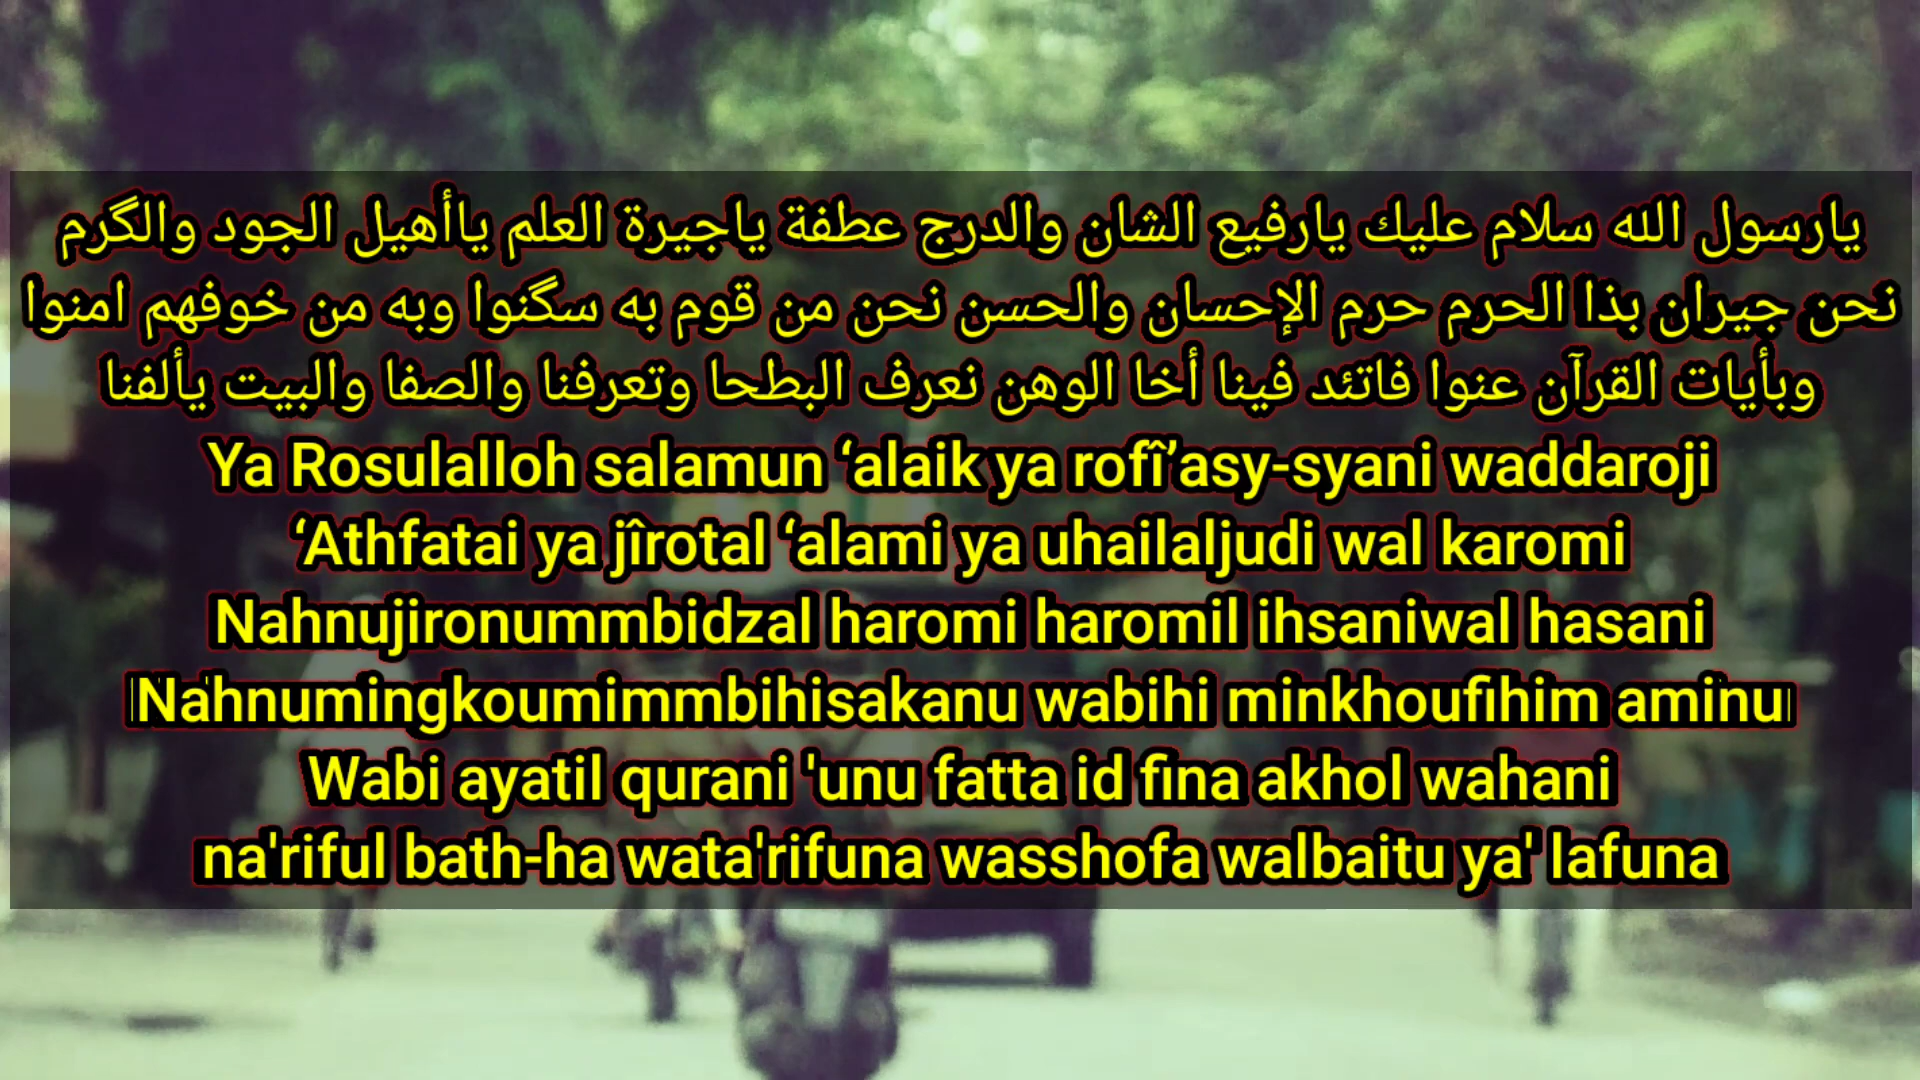 يارسول الله سلام عليك يارفيع الشان والدرج عطفة ياجيرة العلم ياأهيل الجود والگرم
نحن جيران بذا الحرم حرم الإحسان والحسن نحن من قوم به سگنوا وبه من خوفهم امنوا
وبأيات القرآن عنوا فاتئد فينا أخا الوهن نعرف البطحا وتعرفنا والصفا والبيت يألفنا
Ya Rosulalloh salamun ‘alaik ya rofî’asy-syani waddaroji
‘Athfatai ya jîrotal ‘alami ya uhailaljudi wal karomi
Nahnujironummbidzal haromi haromil ihsaniwal hasani
Nahnumingkoumimmbihisakanu wabihi minkhoufihim aminu
Wabi ayatil qurani 'unu fatta id fina akhol wahani
na'riful bath-ha wata'rifuna wasshofa walbaitu ya' lafuna